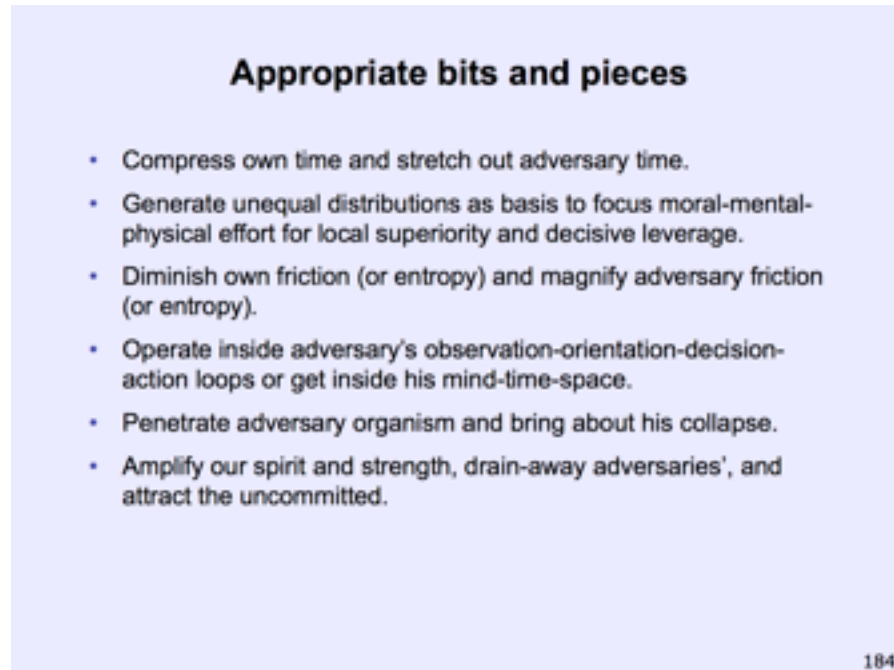 Appropriate bits and pieces
• Compress own time and stretch out adversary time.
• Generate unequal distributions as basis to focus moral-mental-
physical effort for local superiority and decisive leverage.
• Diminish own friction (or entropy) and magnify adversary friction
(or entropy).
• Operate inside adversary's observation-orientation-decision-
action loops or get inside his mind-time-space.
• Penetrate adversary organism and bring about his collapse.
• Amplify our spirit and strength, drain-away adversaries', and
attract the uncommitted.
184